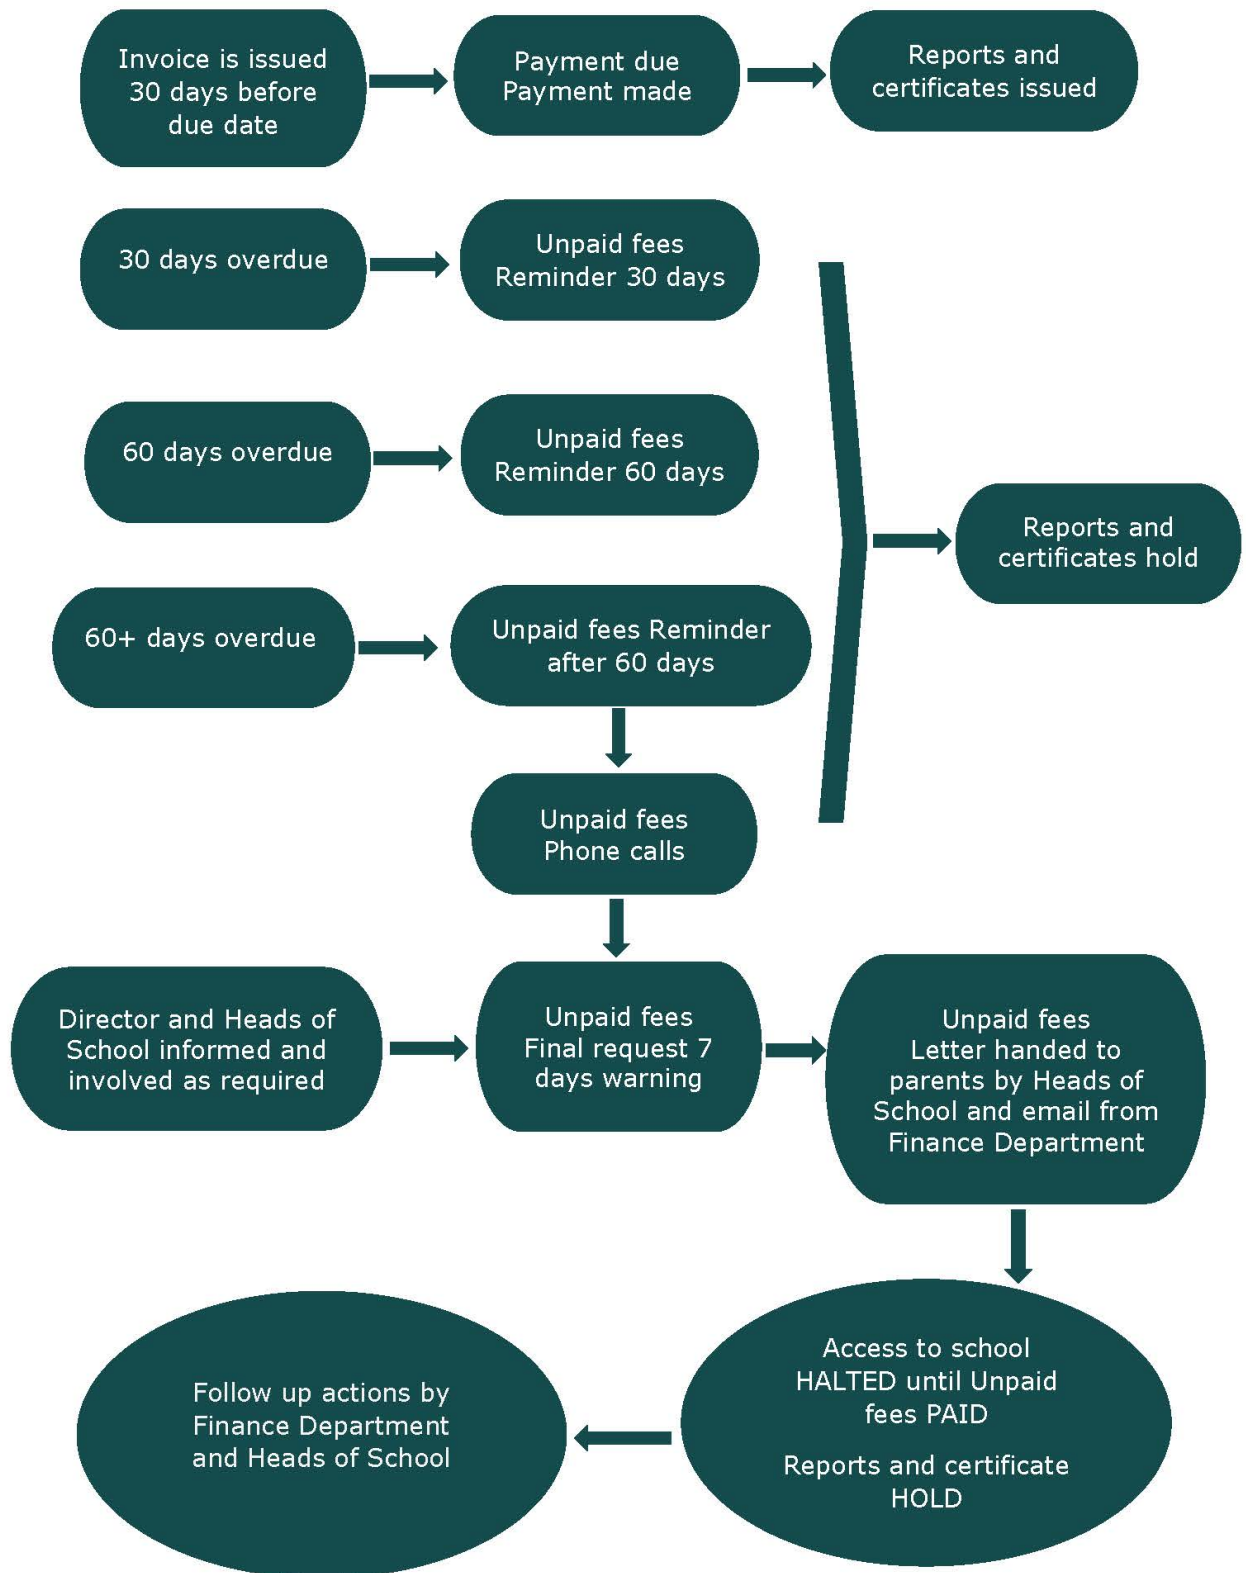 Invoice is issued
30 days before
due date
Payment due
Payment made
Reports and
certificates issued
30 days overdue
Unpaid fees
Reminder 30 days
60 days overdue
Unpaid fees
Reminder 60 days
Reports and
certificates hold
60+ days overdue
Unpaid fees Reminder
after 60 days
Unpaid fees
Phone calls
Director and Heads of
School informed and
involved as required
Unpaid fees
Final request 7
days warning
Unpaid fees
Letter handed to
parents by Heads of
School and email from
Finance Department
Access to school
HALTED until Unpaid
fees PAID
Reports and certificate
HOLD
Follow up actions by
Finance Department
and Heads of School